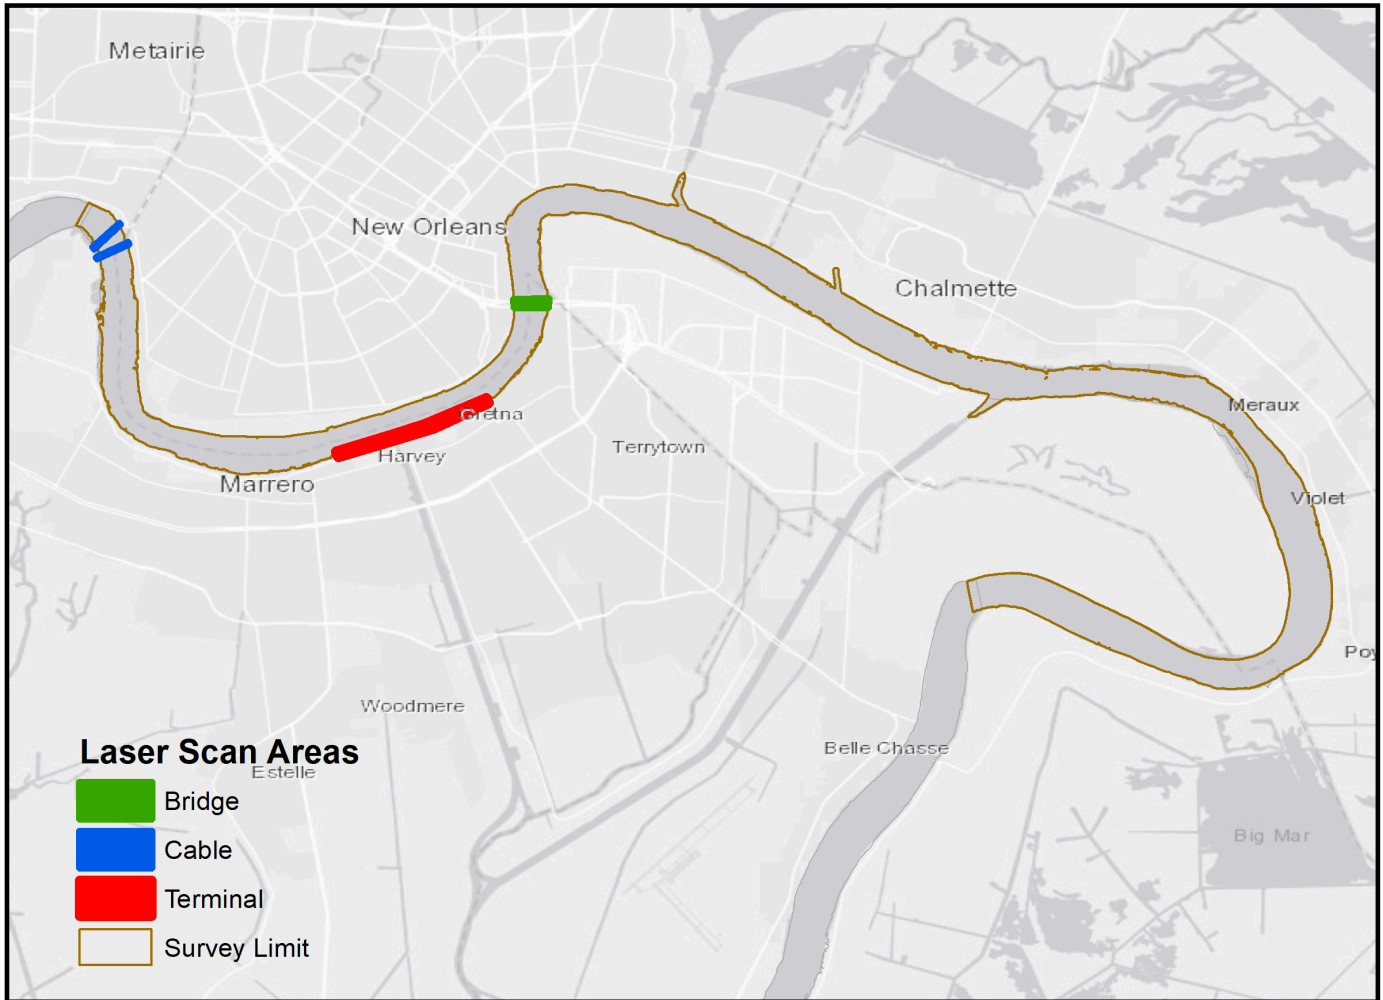 Metairie
New Orleans
Chalmette
Meraux
Gretna
Terrytown
Harvey
Marrero
Violet
Poy
Woodmere
Belle Chasse
Laser Scan Areas
Estelle
Bridge
Big Mar
Cable
Terminal
Survey Limit